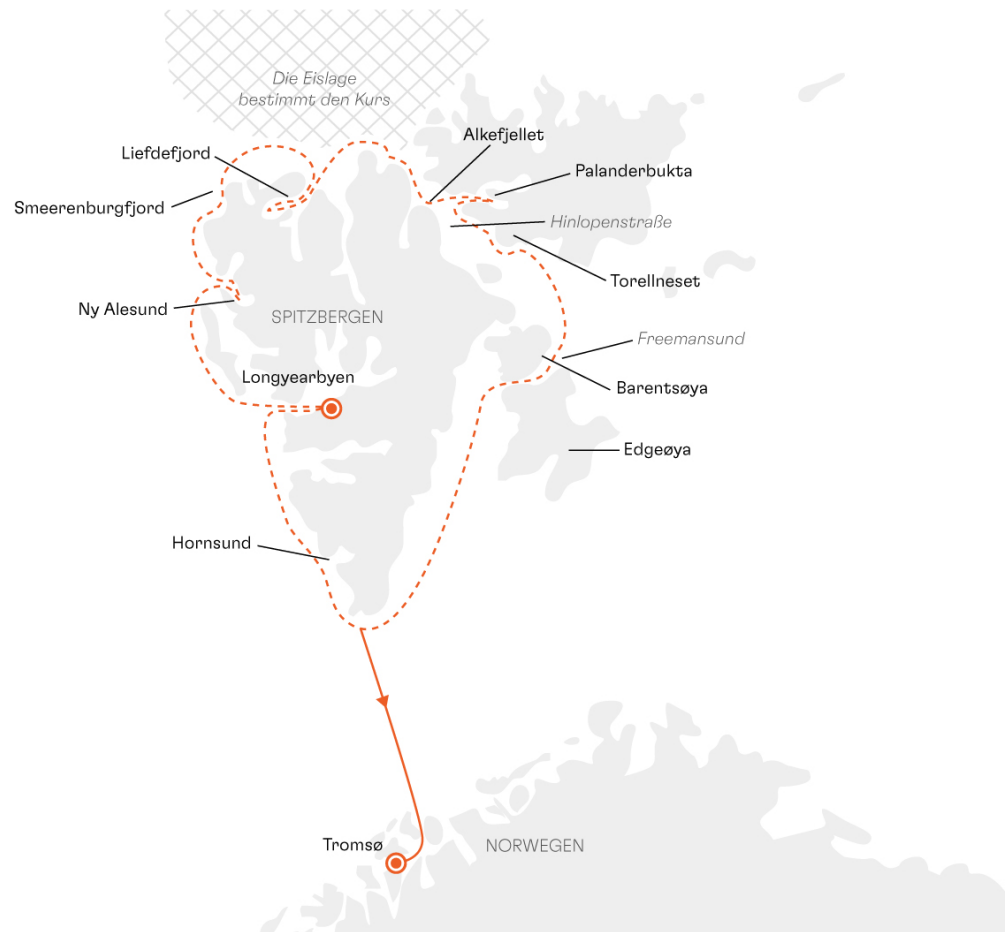 Die Eislage
bestimmt den Kurs
Alkefjellet
Liefdefjord
Palanderbukta
Smeerenburgfjord
Hinlopenstraße
Torellneset
Ny Alesund
SPITZBERGEN
Freemansund
Longyearbyen
Barentsøya
Edgeøya
Hornsund
Tromsø
NORWEGEN